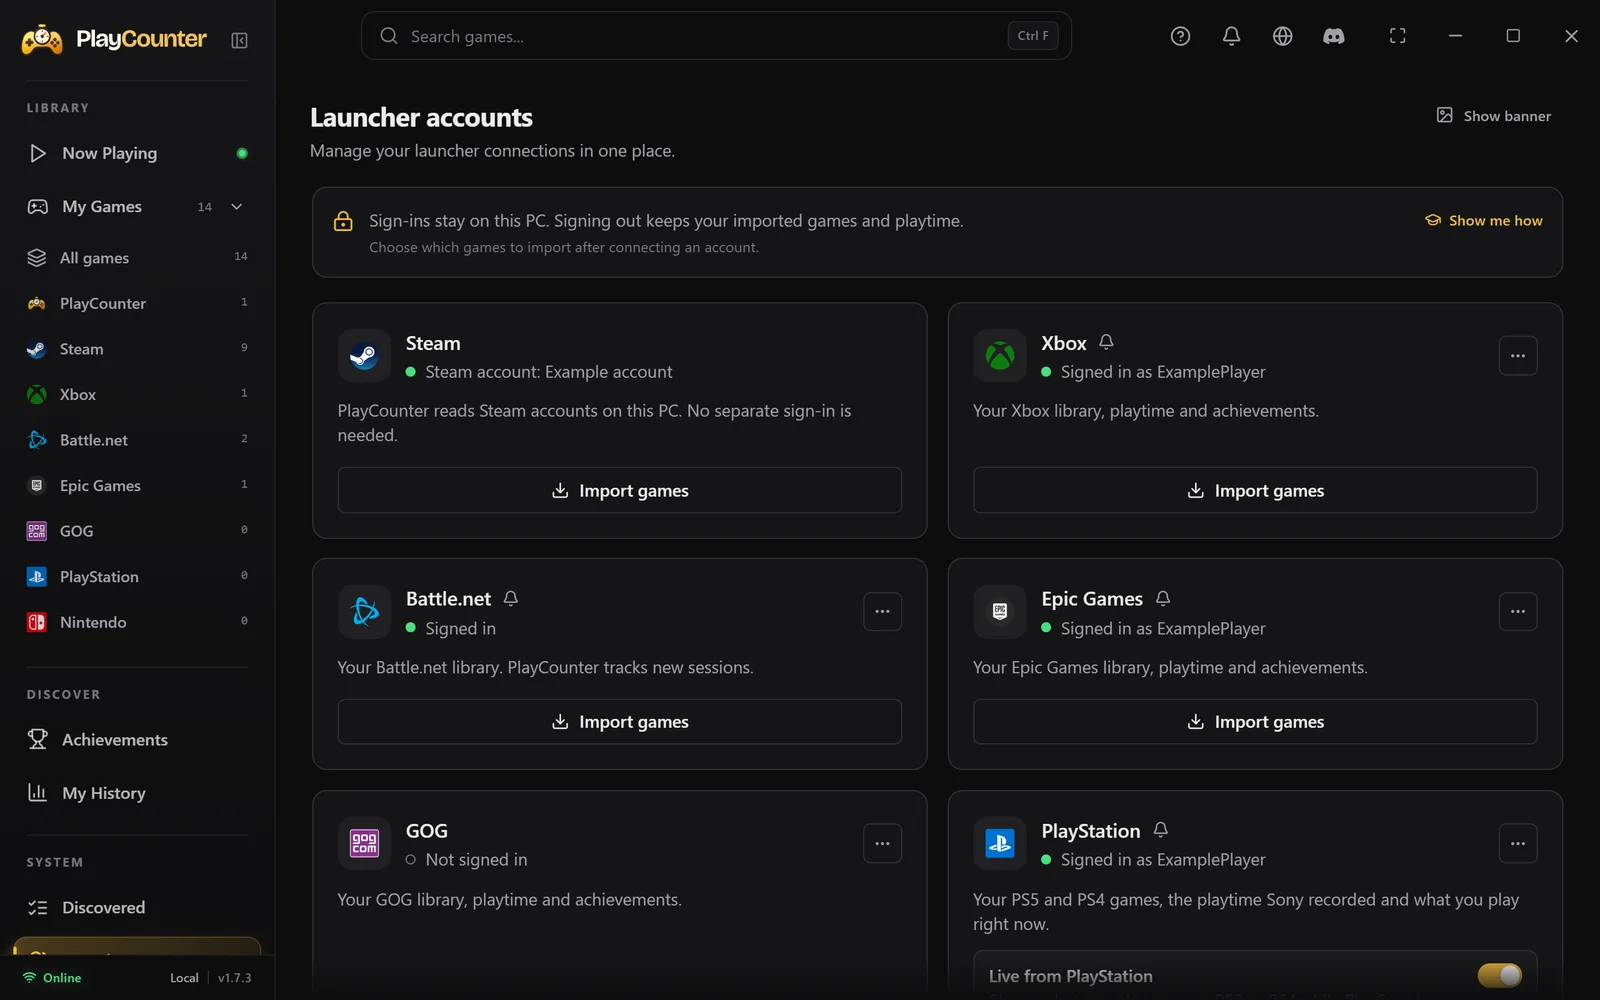 PlayCounter
Search games...
Ctrl F
LIBRARY
Now Playing
My Games 14
All games 14
PlayCounter 1
Steam 9
Xbox 1
Battle.net 2
Epic Games 1
GOG 0
PlayStation 0
Nintendo 0
DISCOVER
Achievements
My History
SYSTEM
Discovered
Online
Local v1.7.3
Launcher accounts
Show banner
Manage your launcher connections in one place.
Sign-ins stay on this PC. Signing out keeps your imported games and playtime.
Choose which games to import after connecting an account.
Show me how
Steam
Steam account: Example account
PlayCounter reads Steam accounts on this PC. No separate sign-in is
needed.
Import games
Xbox
Signed in as ExamplePlayer
Your Xbox library, playtime and achievements.
Import games
Battle.net
Signed in
Your Battle.net library. PlayCounter tracks new sessions.
Import games
Epic Games
Signed in as ExamplePlayer
Your Epic Games library, playtime and achievements.
Import games
GOG
gog
com
Not signed in
Your GOG library, playtime and achievements.
PlayStation
Signed in as ExamplePlayer
Your PS5 and PS4 games, the playtime Sony recorded and what you play
right now.
Live from PlayStation